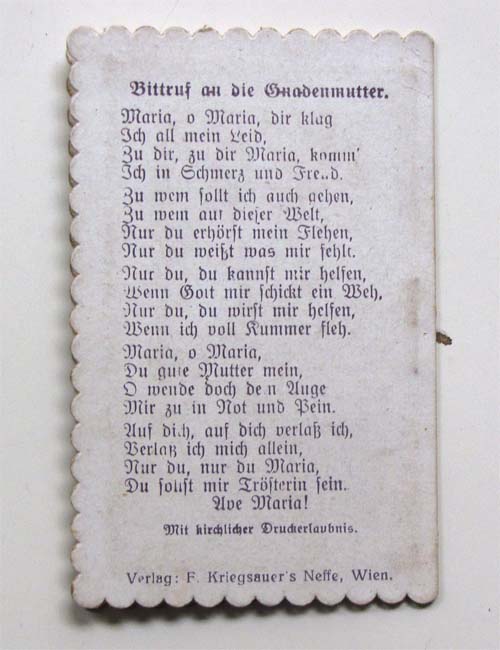 Bittruf an die Gnadenmutter.
Maria, o Maria, dir klag
Ich all mein Leid,
Zu dir, zu dir Maria, komm'
Ich in Schmerz und Freud.
Zu wem sollt ich auch gehen,
Zu wem auf dieser Welt,
Nur du erhörst mein Flehen,
Nur du weißt was mir fehlt.
Nur du, du kannst mir helfen,
Wenn Gott mir schickt ein Weh,
Nur du, du wirst mir helfen,
Wenn ich voll Kummer fleh.
Maria, o Maria,
Du gute Mutter mein,
O wende doch dein Auge
Mir zu in Not und Pein.
Auf dich, auf dich verlaß ich,
Verlaß ich mich allein,
Nur du, nur du Maria,
Du sollst mir Trösterin sein.
Ave Maria!
Mit kirchlicher Druckerlaubnis.
Verlag: F. Kriegsauer's Neffe, Wien.